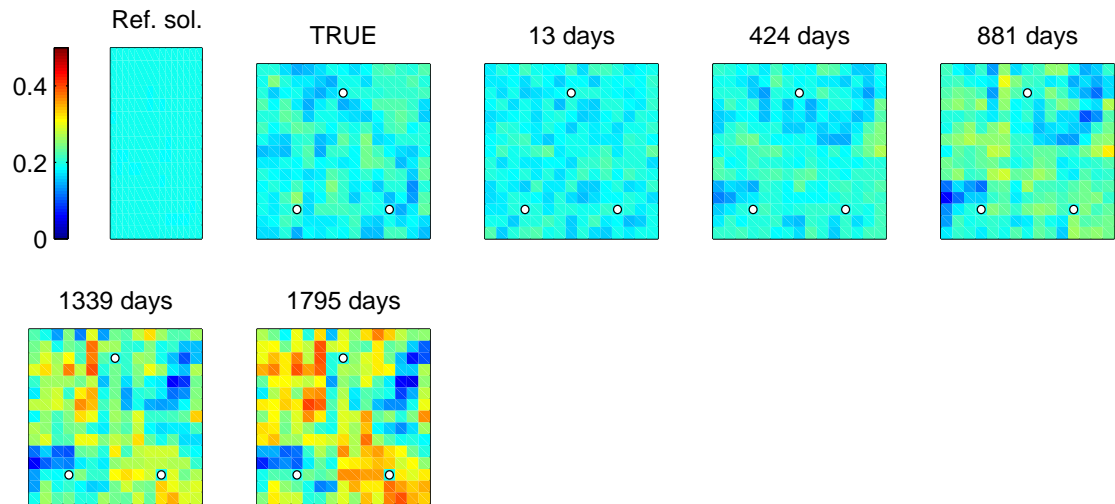 Ref. sol.
TRUE
13 days
424 days
881 days
0.4
0.2
0
1339 days
1795 days